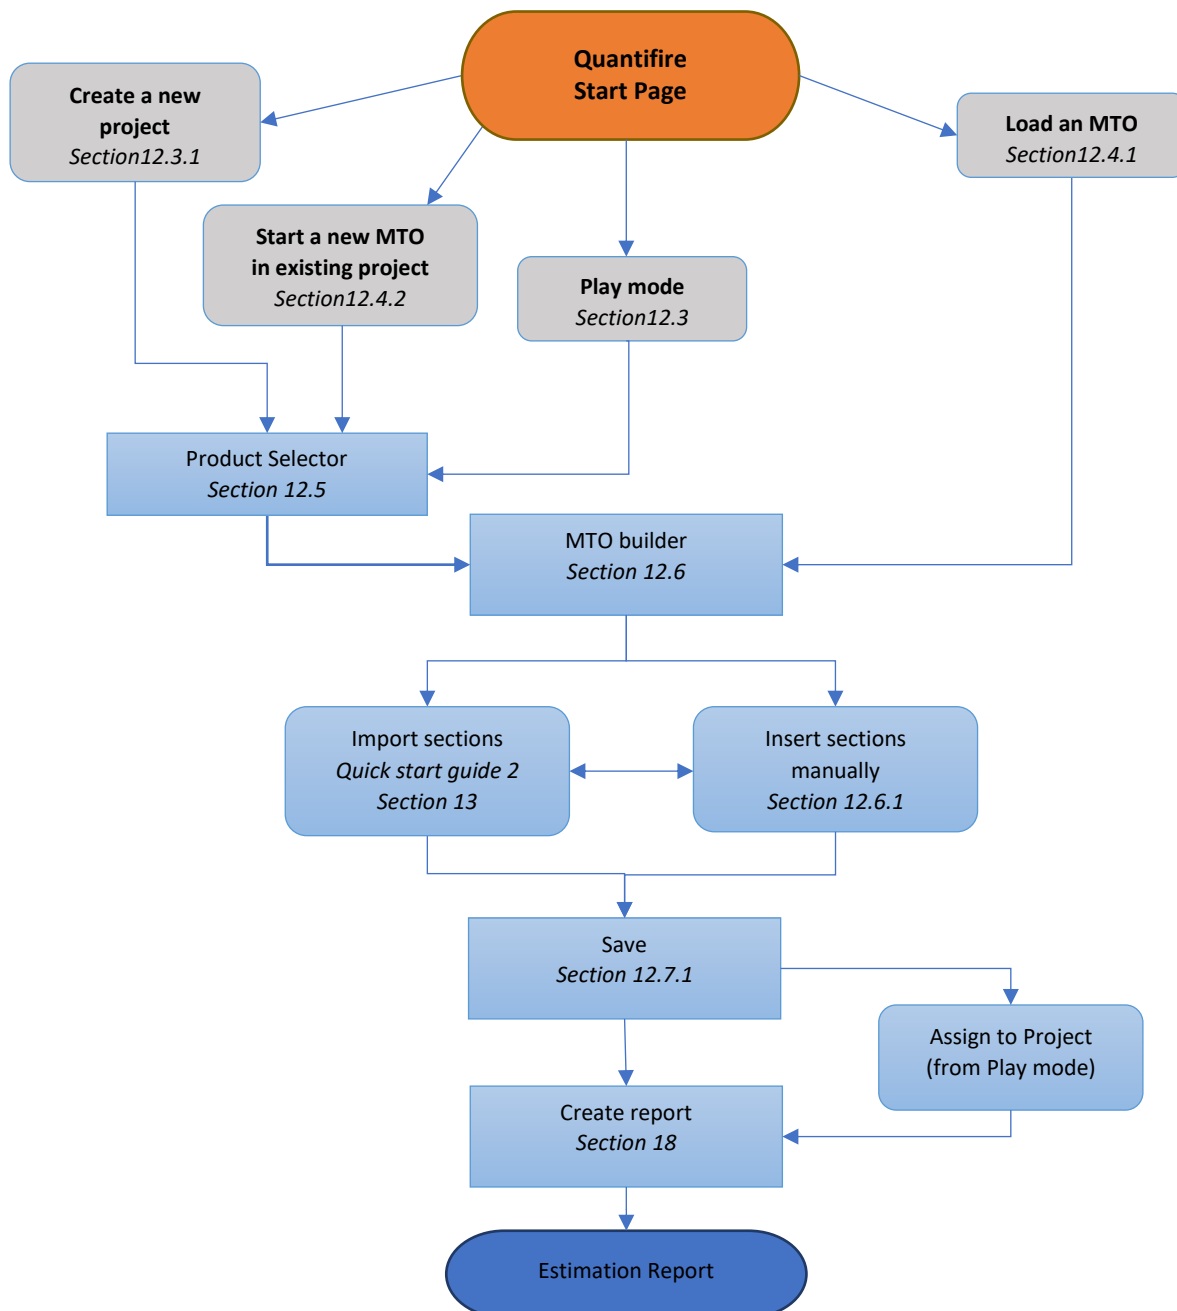 Quantifire
Start Page
Create a new
project
Section12.3.1
Load an MTO
Section12.4.1
Start a new MTO
in existing project
Section12.4.2
Play mode
Section12.3
Product Selector
Section 12.5
MTO builder
Section 12.6
Import sections
Quick start guide 2
Section 13
Insert sections
manually
Section 12.6.1
Save
Section 12.7.1
Assign to Project
(from Play mode)
Create report
Section 18
Estimation Report